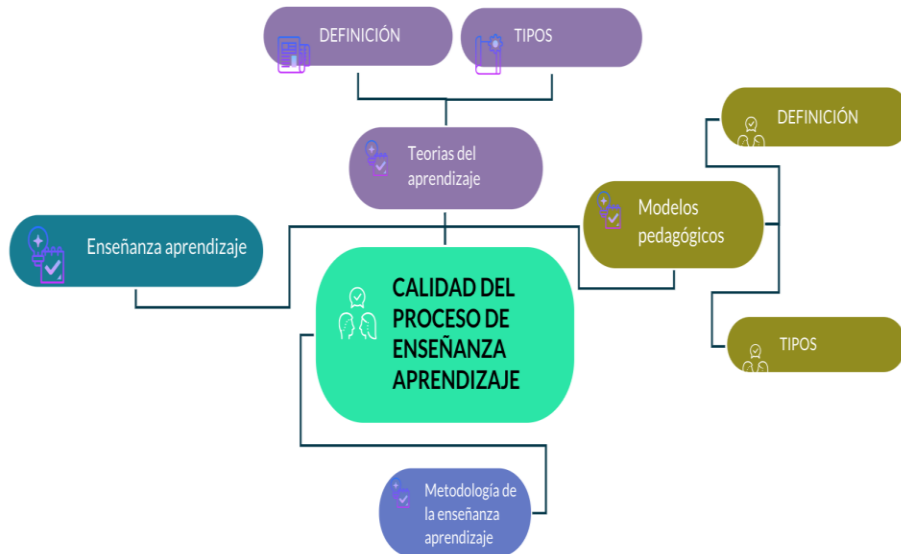 DEFINICIÓN
TIPOS
Teorias del
aprendizaje
DEFINICIÓN
Modelos
pedagógicos
TIPOS
Enseñanza aprendizaje
CALIDAD DEL
PROCESO DE
ENSEÑANZA
APRENDIZAJE
Metodología de
la enseñanza
aprendizaje